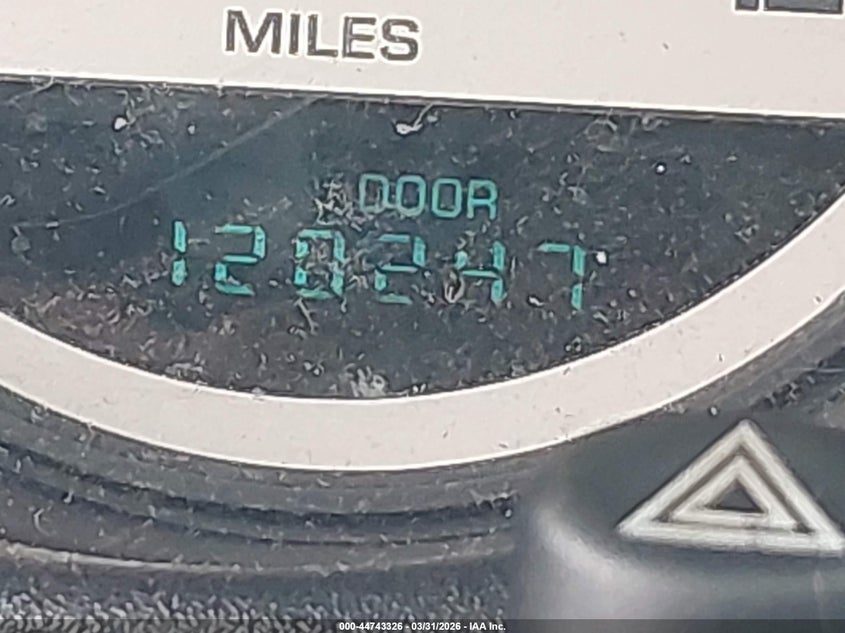 MILES
DOOR
120247
000-44743326 - 03/31/2026 - IAA Inc.